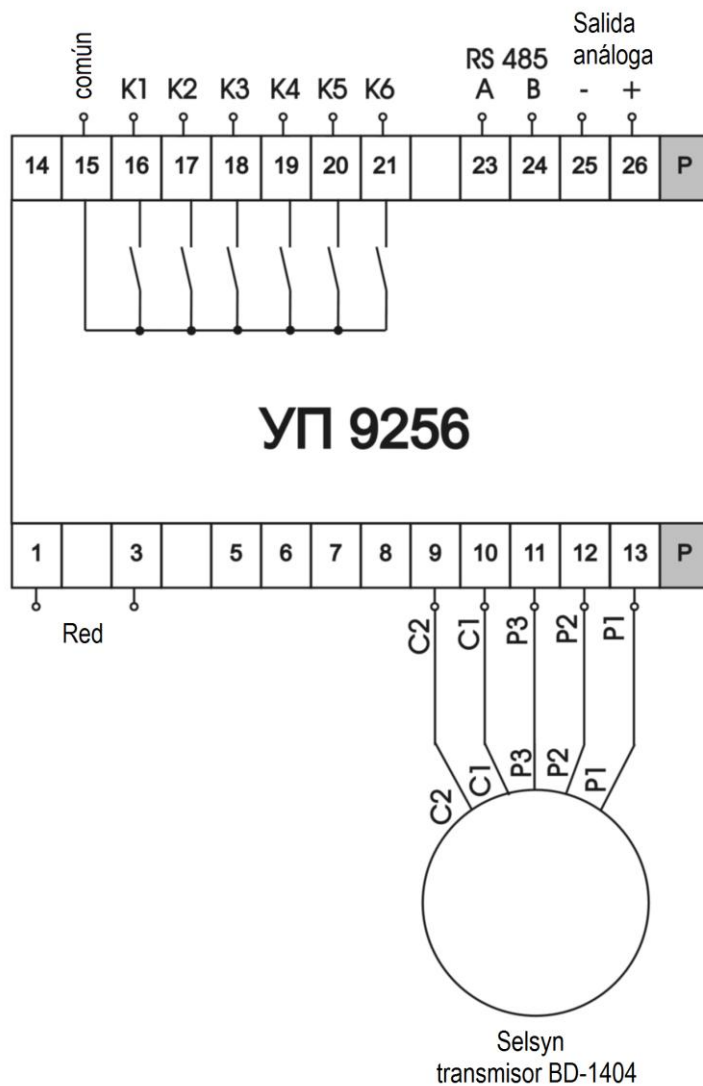 Salida
análoga
RS 485
común K1 K2 K3 K4 K5 K6 A B - +
14 15 16 17 18 19 20 21 23 24 25 26 P
УП 9256
1 3 5 6 7 8 9 10 11 12 13 P
Red
C2 C1 P3 P2 P1
C2 C1 P3 P2 P1
Selsyn
transmisor BD-1404